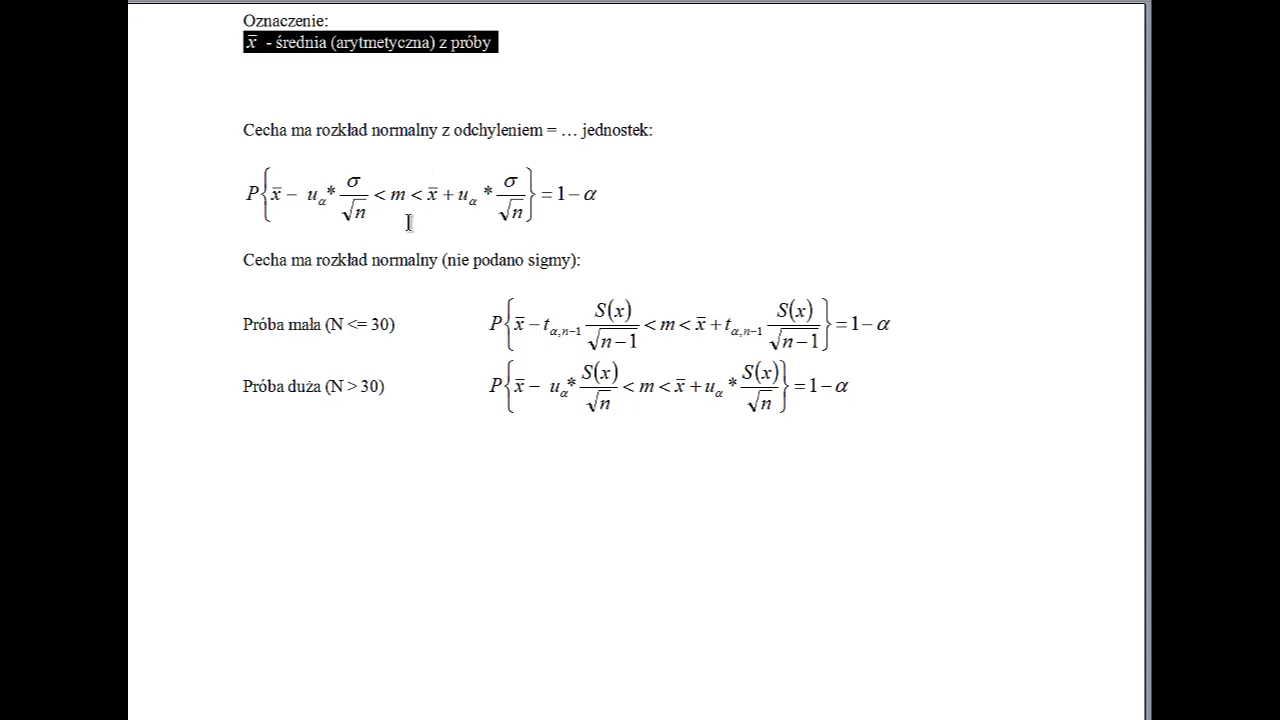 Oznaczenie:
x̄ - średnia (arytmetyczna) z próby
Cecha ma rozkład normalny z odchyleniem = … jednostek:
P{x̄ − u_α * σ/√n < m < x̄ + u_α * σ/√n} = 1 − α
Cecha ma rozkład normalny (nie podano sigmy):
Próba mała (N <= 30) P{x̄ − t_{α,n−1} S(x)/√(n−1) < m < x̄ + t_{α,n−1} S(x)/√(n−1)} = 1 − α
Próba duża (N > 30) P{x̄ − u_α * S(x)/√n < m < x̄ + u_α * S(x)/√n} = 1 − α